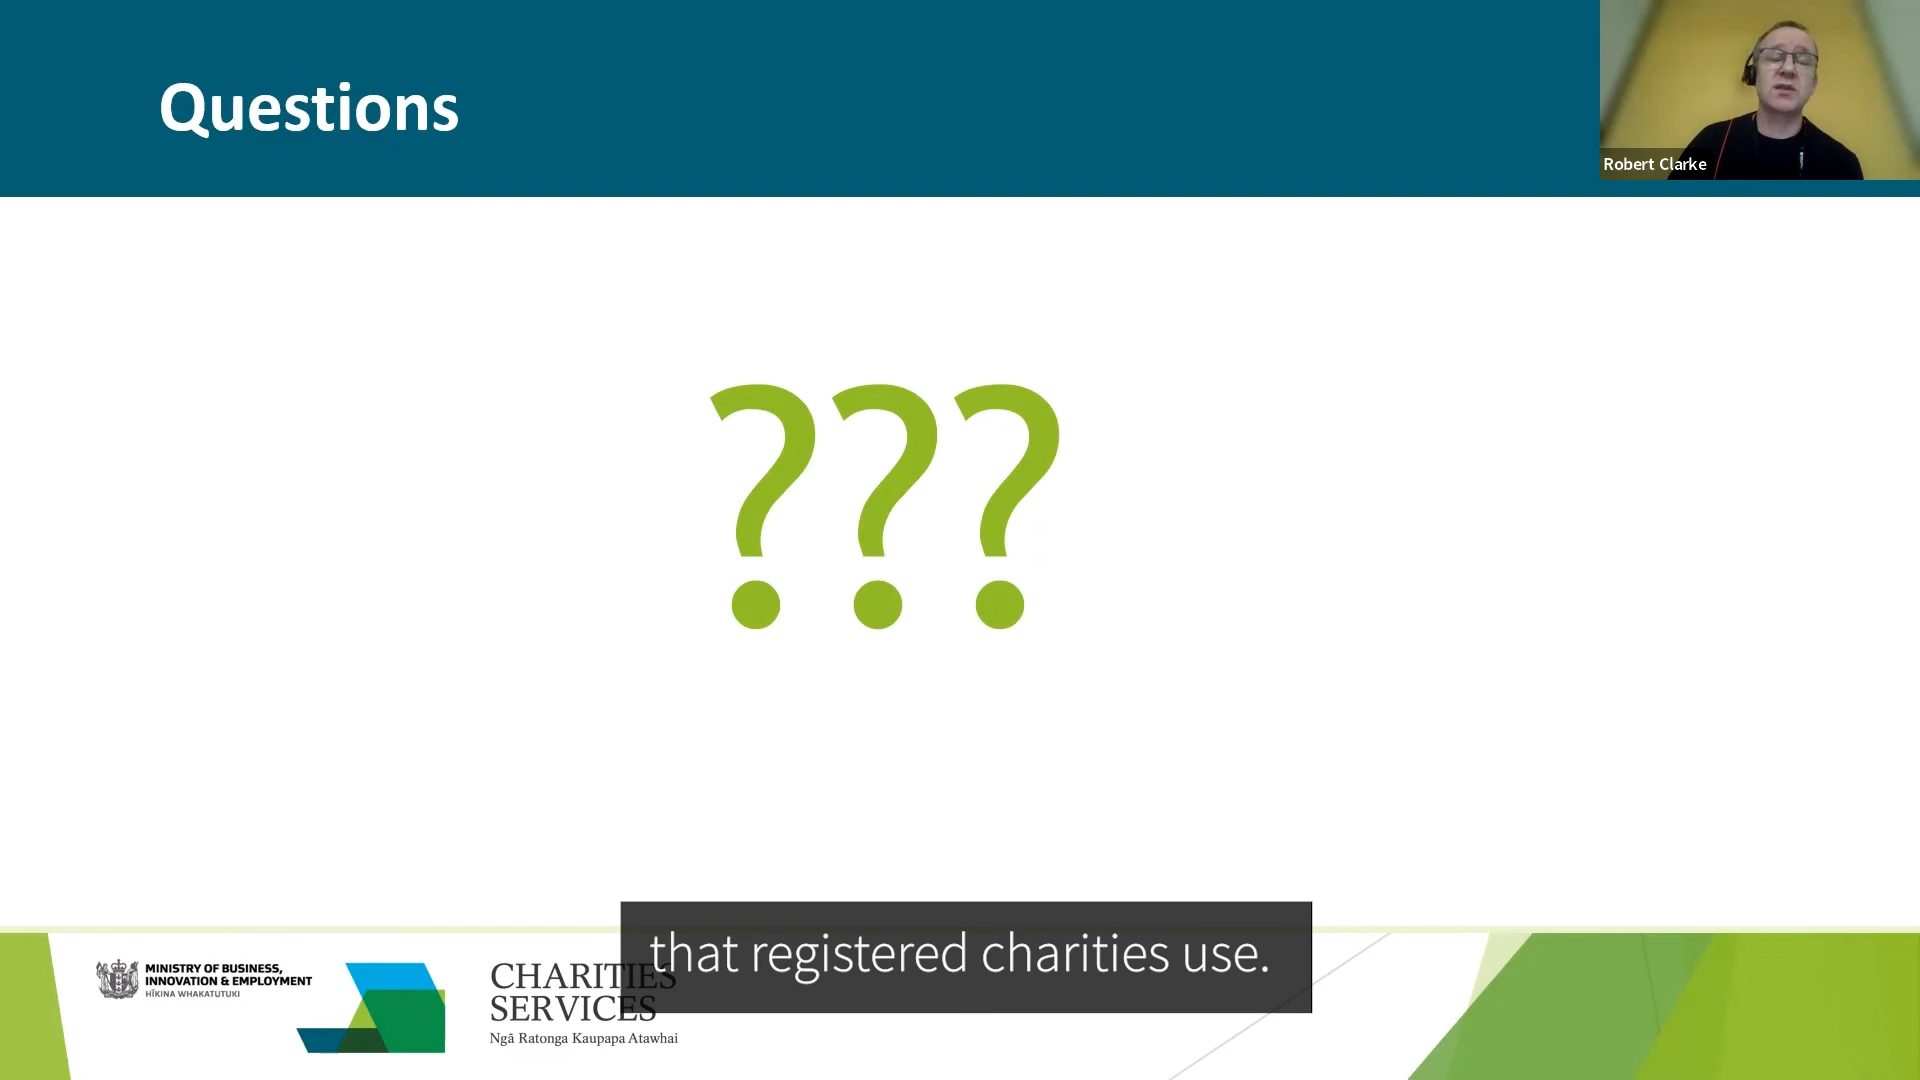 Questions
Robert Clarke
???
that registered charities use.
MINISTRY OF BUSINESS,
INNOVATION & EMPLOYMENT
HĪKINA WHAKATUTUKI
CHARITIES
SERVICES
Ngā Ratonga Kaupapa Atawhai